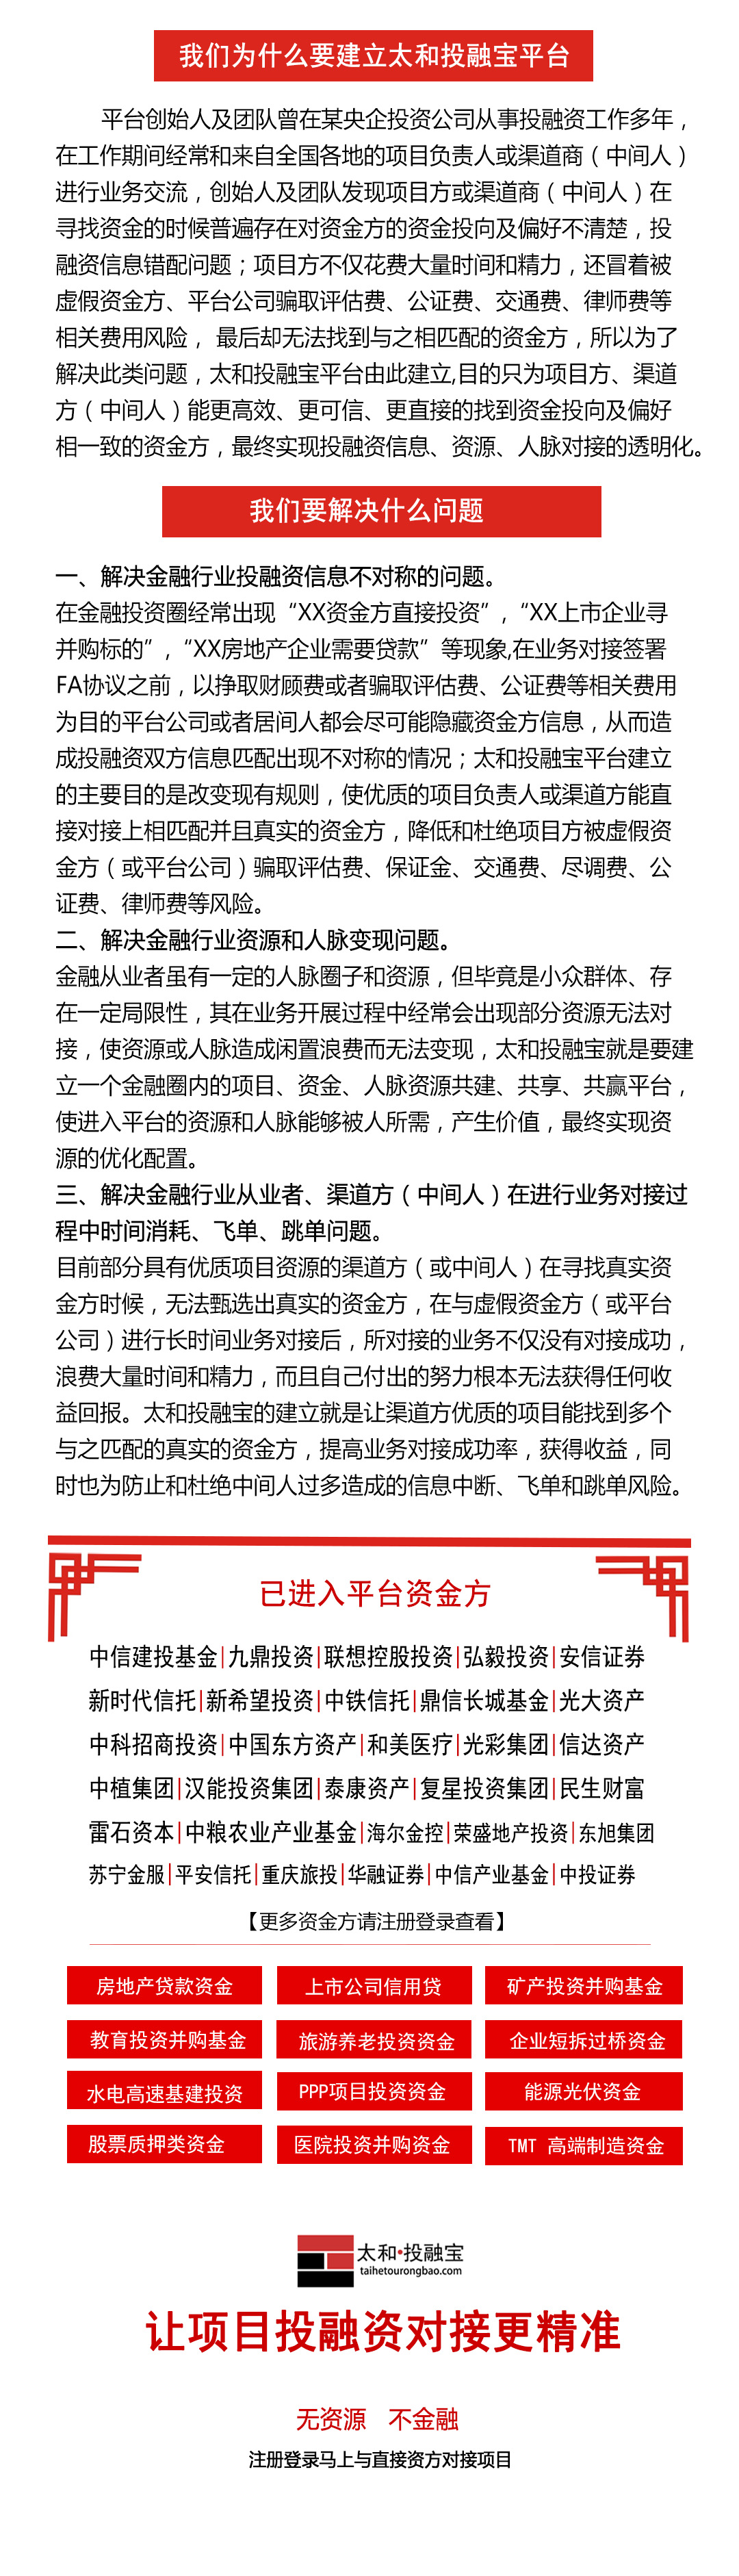 我们为什么要建立太和投融宝平台
平台创始人及团队曾在某央企投资公司从事投融资工作多年，
在工作期间经常和来自全国各地的项目负责人或渠道商（中间人）
进行业务交流，创始人及团队发现项目方或渠道商（中间人）在
寻找资金的时候普遍存在对资金方的资金投向及偏好不清楚，投
融资信息错配问题；项目方不仅花费大量时间和精力，还冒着被
虚假资金方、平台公司骗取评估费、公证费、交通费、律师费等
相关费用风险， 最后却无法找到与之相匹配的资金方，所以为了
解决此类问题，太和投融宝平台由此建立,目的只为项目方、渠道
方（中间人）能更高效、更可信、更直接的找到资金投向及偏好
相一致的资金方，最终实现投融资信息、资源、人脉对接的透明化。
我们要解决什么问题
一、解决金融行业投融资信息不对称的问题。
在金融投资圈经常出现“XX资金方直接投资”，“XX上市企业寻
并购标的”，“XX房地产企业需要贷款”等现象,在业务对接签署
FA协议之前，以挣取财顾费或者骗取评估费、公证费等相关费用
为目的平台公司或者居间人都会尽可能隐藏资金方信息，从而造
成投融资双方信息匹配出现不对称的情况；太和投融宝平台建立
的主要目的是改变现有规则，使优质的项目负责人或渠道方能直
接对接上相匹配并且真实的资金方，降低和杜绝项目方被虚假资
金方（或平台公司）骗取评估费、保证金、交通费、尽调费、公
证费、律师费等风险。
二、解决金融行业资源和人脉变现问题。
金融从业者虽有一定的人脉圈子和资源，但毕竟是小众群体、存
在一定局限性，其在业务开展过程中经常会出现部分资源无法对
接，使资源或人脉造成闲置浪费而无法变现，太和投融宝就是要建
立一个金融圈内的项目、资金、人脉资源共建、共享、共赢平台，
使进入平台的资源和人脉能够被人所需，产生价值，最终实现资
源的优化配置。
三、解决金融行业从业者、渠道方（中间人）在进行业务对接过
程中时间消耗、飞单、跳单问题。
目前部分具有优质项目资源的渠道方（或中间人）在寻找真实资
金方时候，无法甄选出真实的资金方，在与虚假资金方（或平台
公司）进行长时间业务对接后，所对接的业务不仅没有对接成功，
浪费大量时间和精力，而且自己付出的努力根本无法获得任何收
益回报。太和投融宝的建立就是让渠道方优质的项目能找到多个
与之匹配的真实的资金方，提高业务对接成功率，获得收益，同
时也为防止和杜绝中间人过多造成的信息中断、飞单和跳单风险。
已进入平台资金方
中信建投基金|九鼎投资|联想控股投资|弘毅投资|安信证券
新时代信托|新希望投资|中铁信托|鼎信长城基金|光大资产
中科招商投资|中国东方资产|和美医疗|光彩集团|信达资产
中植集团|汉能投资集团|泰康资产|复星投资集团|民生财富
雷石资本|中粮农业产业基金|海尔金控|荣盛地产投资|东旭集团
苏宁金服|平安信托|重庆旅投|华融证券|中信产业基金|中投证券
【更多资金方请注册登录查看】
房地产贷款资金 上市公司信用贷 矿产投资并购基金
教育投资并购基金 旅游养老投资资金 企业短拆过桥资金
水电高速基建投资 PPP项目投资资金 能源光伏资金
股票质押类资金 医院投资并购资金 TMT 高端制造资金
太和·投融宝
taihetourongbao.com
让项目投融资对接更精准
无资源 不金融
注册登录马上与直接资方对接项目